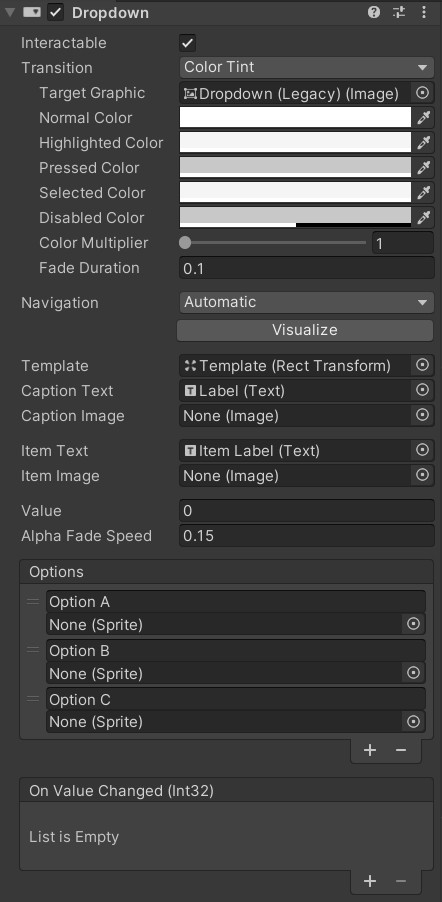 Dropdown
Interactable
Transition Color Tint
Target Graphic Dropdown (Legacy) (Image)
Normal Color
Highlighted Color
Pressed Color
Selected Color
Disabled Color
Color Multiplier 1
Fade Duration 0.1
Navigation Automatic
Visualize
Template Template (Rect Transform)
Caption Text Label (Text)
Caption Image None (Image)
Item Text Item Label (Text)
Item Image None (Image)
Value 0
Alpha Fade Speed 0.15
Options
Option A
None (Sprite)
Option B
None (Sprite)
Option C
None (Sprite)
On Value Changed (Int32)
List is Empty